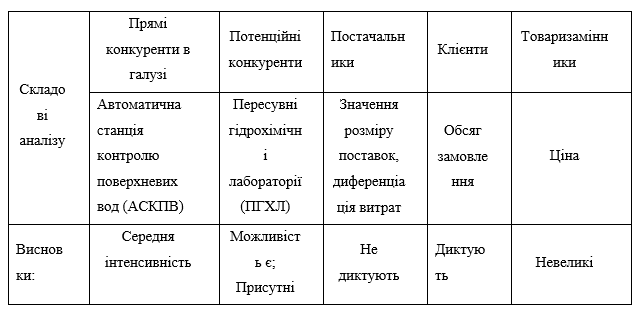 Складо
ві
аналізу
Прямі
конкуренти в
галузі
Потенційні
конкуренти
Постачальн
ики
Клієнти
Товаризамінн
ики
Автоматична
станція
контролю
поверхневих
вод (АСКПВ)
Пересувні
гідрохімічн
і
лабораторії
(ПГХЛ)
Значення
розміру
поставок,
диференціа
ція витрат
Обсяг
замовле
ння
Ціна
Виснов
ки:
Середня
інтенсивність
Можливіст
ь є;
Присутні
Не
диктують
Диктую
ть
Невеликі